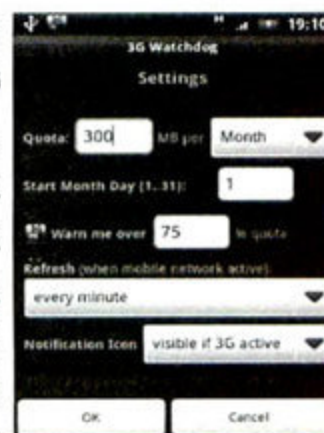 19:10
3G Watchdog
Settings
Quota: 300 MB per Month
Start Month Day (1..31): 1
Warn me over 75 % quota
Refresh (when mobile network active):
every minute
Notification Icon visible if 3G active
OK Cancel